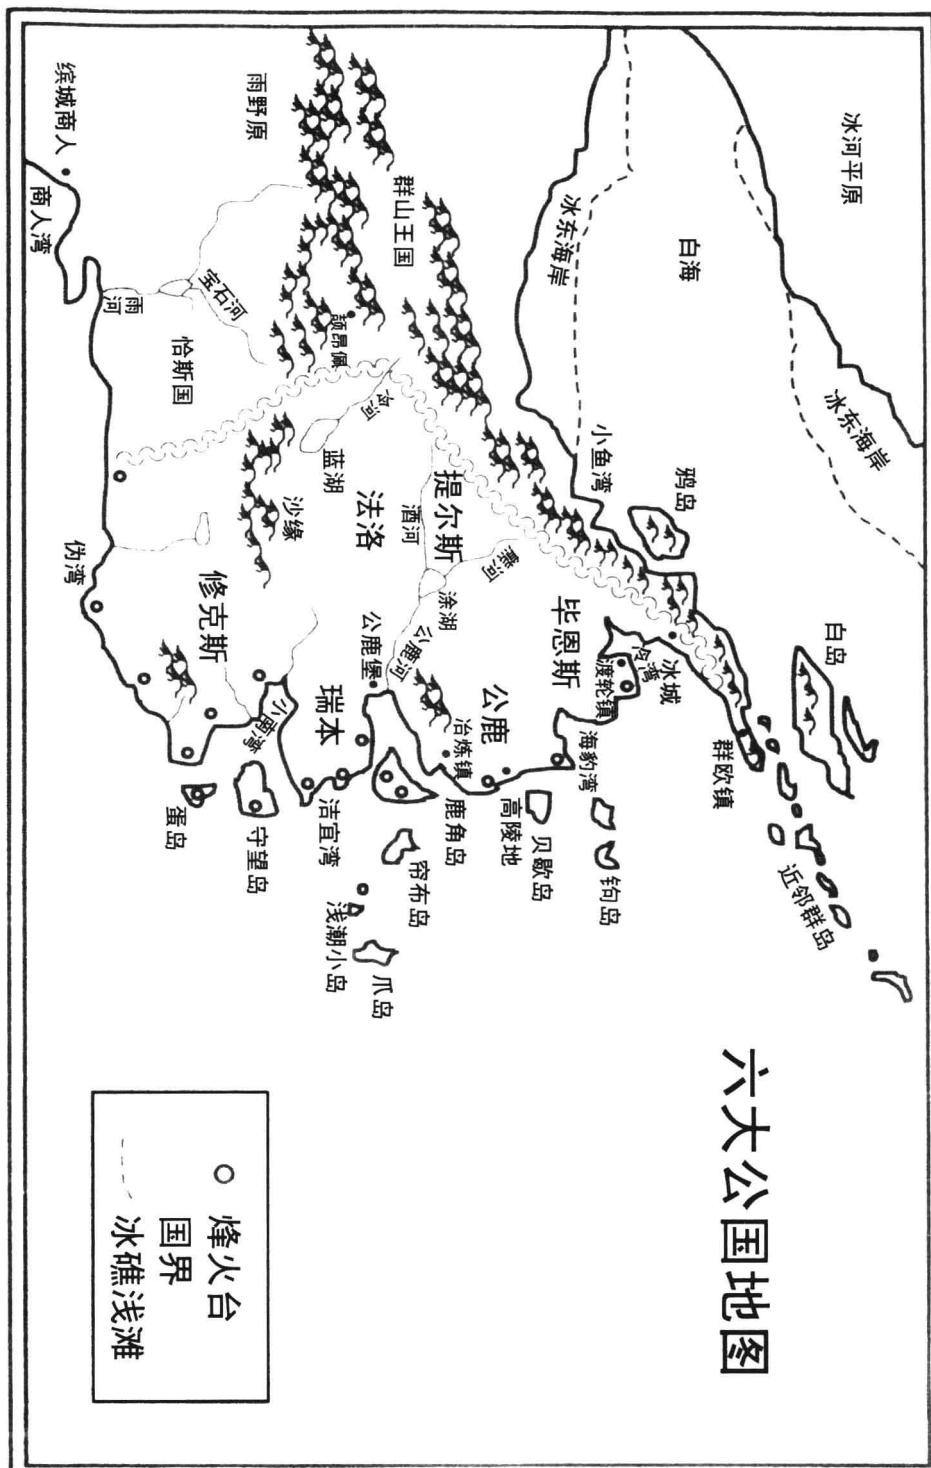 六大公国地图
冰河平原
冰东海岸
白海
冰东海岸
小鱼湾
鸦岛
白岛
近邻群岛
群欧镇
冰城
冷湾
渡轮镇
海豹湾
钩岛
贝歇岛
高陵地
冶炼镇
鹿角岛
帘布岛
爪岛
浅潮小岛
洁宜湾
守望岛
蛋岛
毕恩斯
公鹿
瑞本
修克斯
法洛
提尔斯
熊河
酒河
涂湖
公鹿河
公鹿堡
冷河
蓝湖
沙缘
小南湾
伪湾
颉昂佩
群山王国
雨野原
宝石河
雨河
恰斯国
缤城商人
商人湾
烽火台
国界
冰礁浅滩